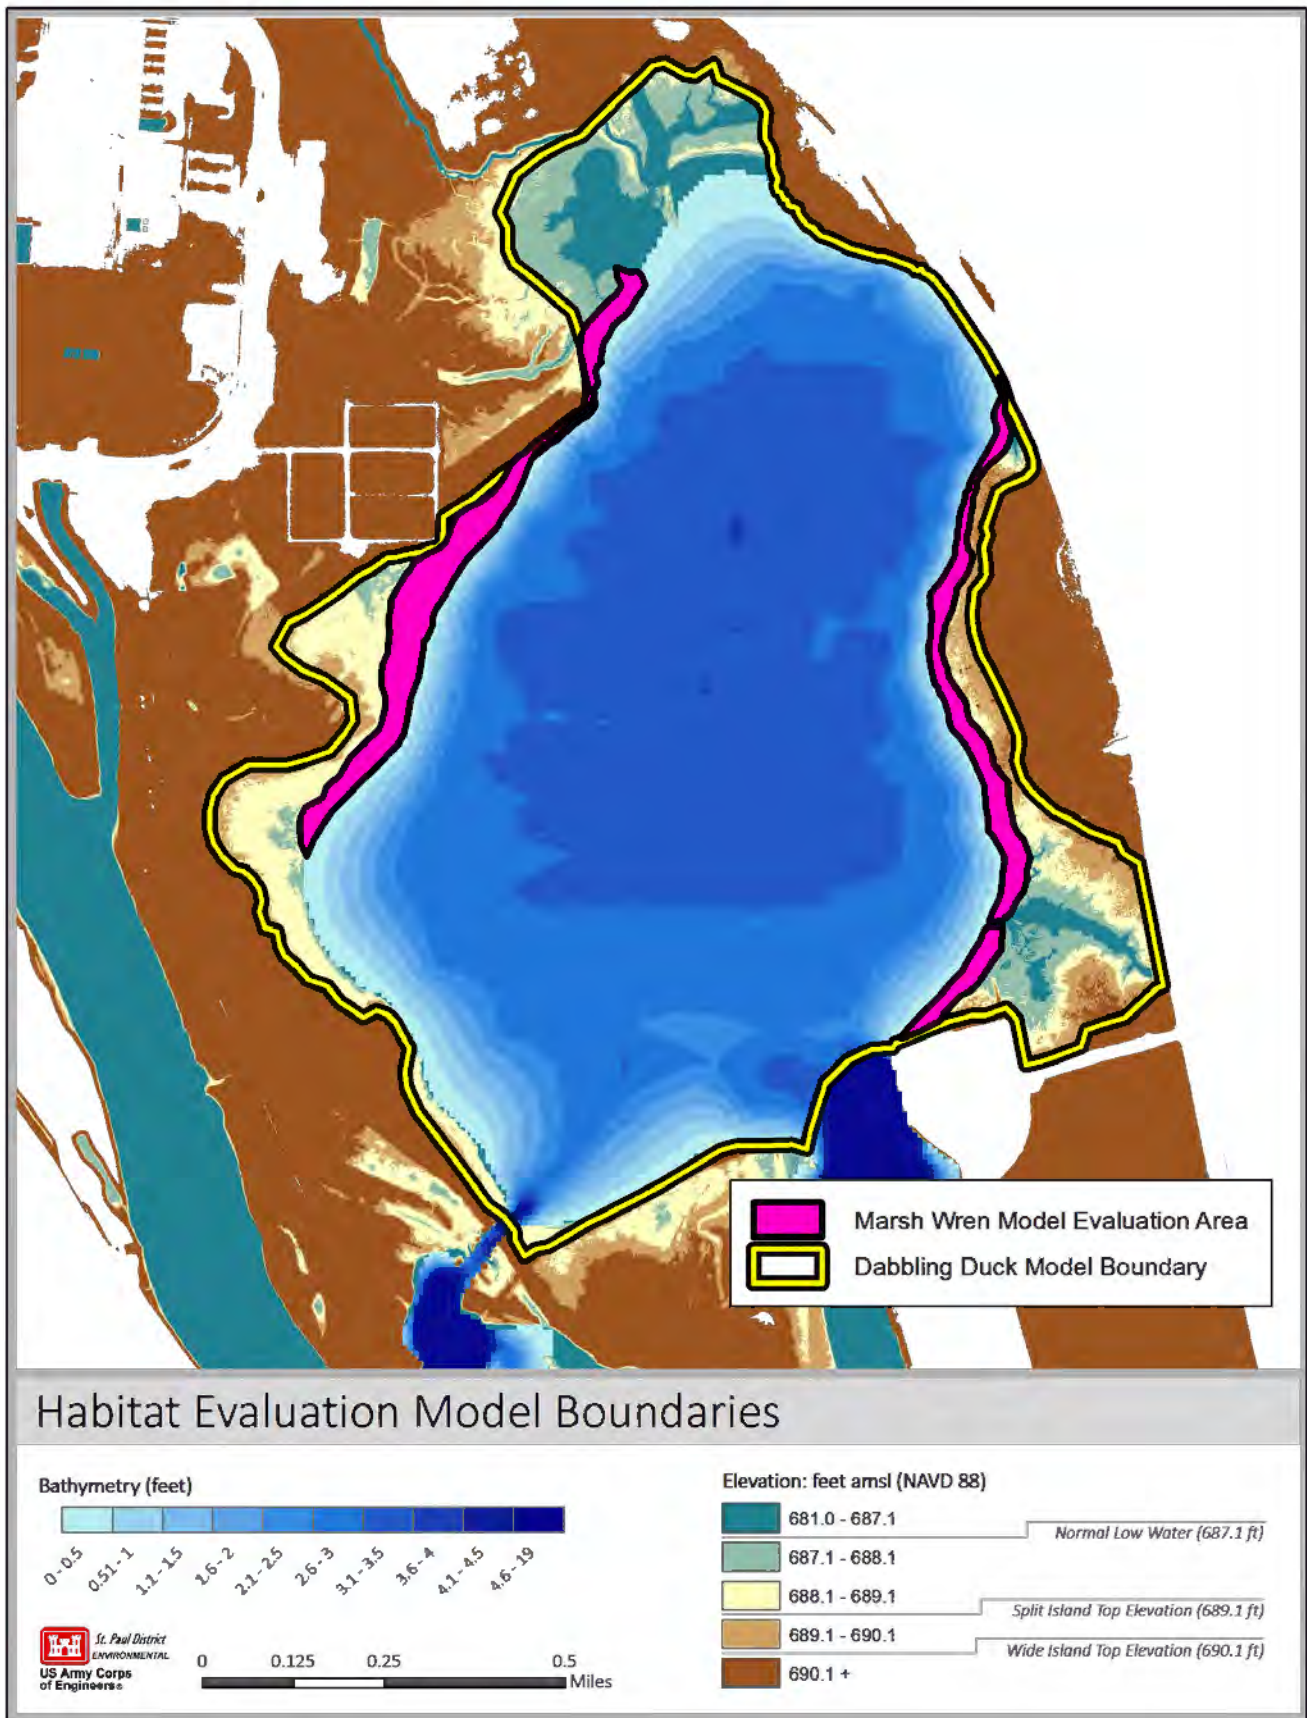 Marsh Wren Model Evaluation Area
Dabbling Duck Model Boundary
Habitat Evaluation Model Boundaries
Bathymetry (feet)
0 - 0.5
0.51 - 1
1.1 - 1.5
1.6 - 2
2.1 - 2.5
2.6 - 3
3.1 - 3.5
3.6 - 4
4.1 - 4.5
4.6 - 19
Elevation: feet amsl (NAVD 88)
681.0 - 687.1
Normal Low Water (687.1 ft)
687.1 - 688.1
688.1 - 689.1
Split Island Top Elevation (689.1 ft)
689.1 - 690.1
Wide Island Top Elevation (690.1 ft)
690.1 +
St. Paul District
ENVIRONMENTAL
US Army Corps
of Engineers®
0 0.125 0.25 0.5
Miles